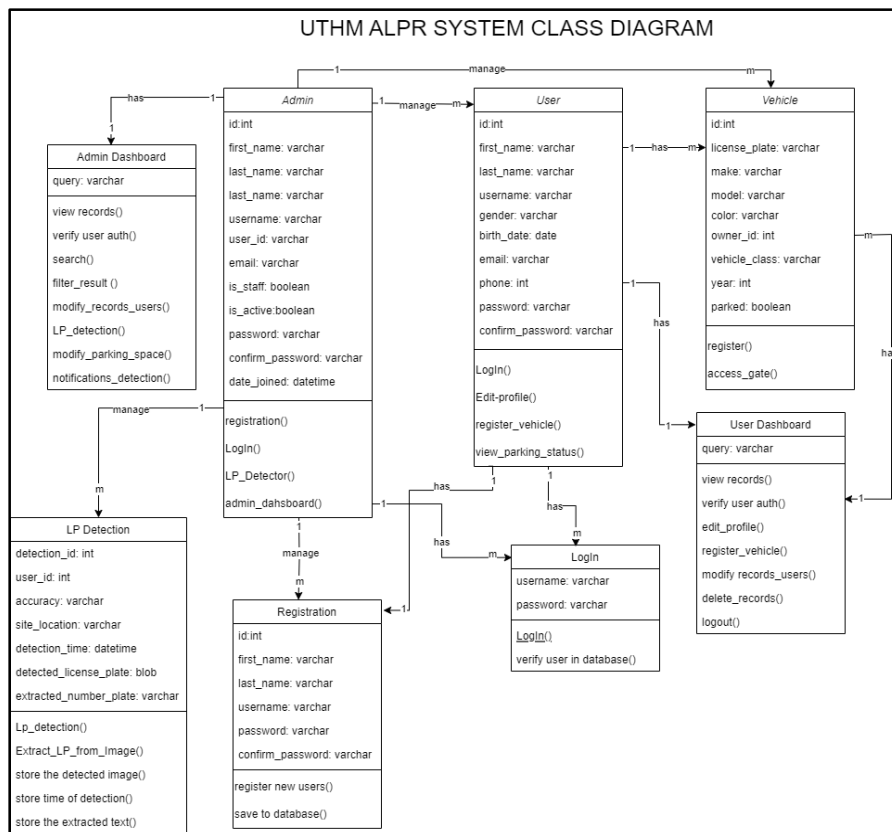 UTHM ALPR SYSTEM CLASS DIAGRAM
1
manage
m
has
1
1
Admin
id:int
first_name: varchar
last_name: varchar
last_name: varchar
username: varchar
user_id: varchar
email: varchar
is_staff: boolean
is_active:boolean
password: varchar
confirm_password: varchar
date_joined: datetime
registration()
LogIn()
LP_Detector()
admin_dahsboard()
1
manage
m
User
id:int
first_name: varchar
last_name: varchar
username: varchar
gender: varchar
birth_date: date
email: varchar
phone: int
password: varchar
confirm_password: varchar
LogIn()
Edit-profile()
register_vehicle()
view_parking_status()
1
has
m
Vehicle
id:int
license_plate: varchar
make: varchar
model: varchar
color: varchar
owner_id: int
vehicle_class: varchar
year: int
parked: boolean
register()
access_gate()
m
has
1
Admin Dashboard
query: varchar
view records()
verify user auth()
search()
filter_result ()
modify_records_users()
LP_detection()
modify_parking_space()
notifications_detection()
1
has
1
User Dashboard
query: varchar
view records()
verify user auth()
edit_profile()
register_vehicle()
modify records_users()
delete_records()
logout()
manage
1
m
LP Detection
detection_id: int
user_id: int
accuracy: varchar
site_location: varchar
detection_time: datetime
detected_license_plate: blob
extracted_number_plate: varchar
Lp_detection()
Extract_LP_from_Image()
store the detected image()
store time of detection()
store the extracted text()
1
manage
m
1
has
1
1
has
m
1
has
m
Registration
id:int
first_name: varchar
last_name: varchar
username: varchar
password: varchar
confirm_password: varchar
register new users()
save to database()
LogIn
username: varchar
password: varchar
LogIn()
verify user in database()